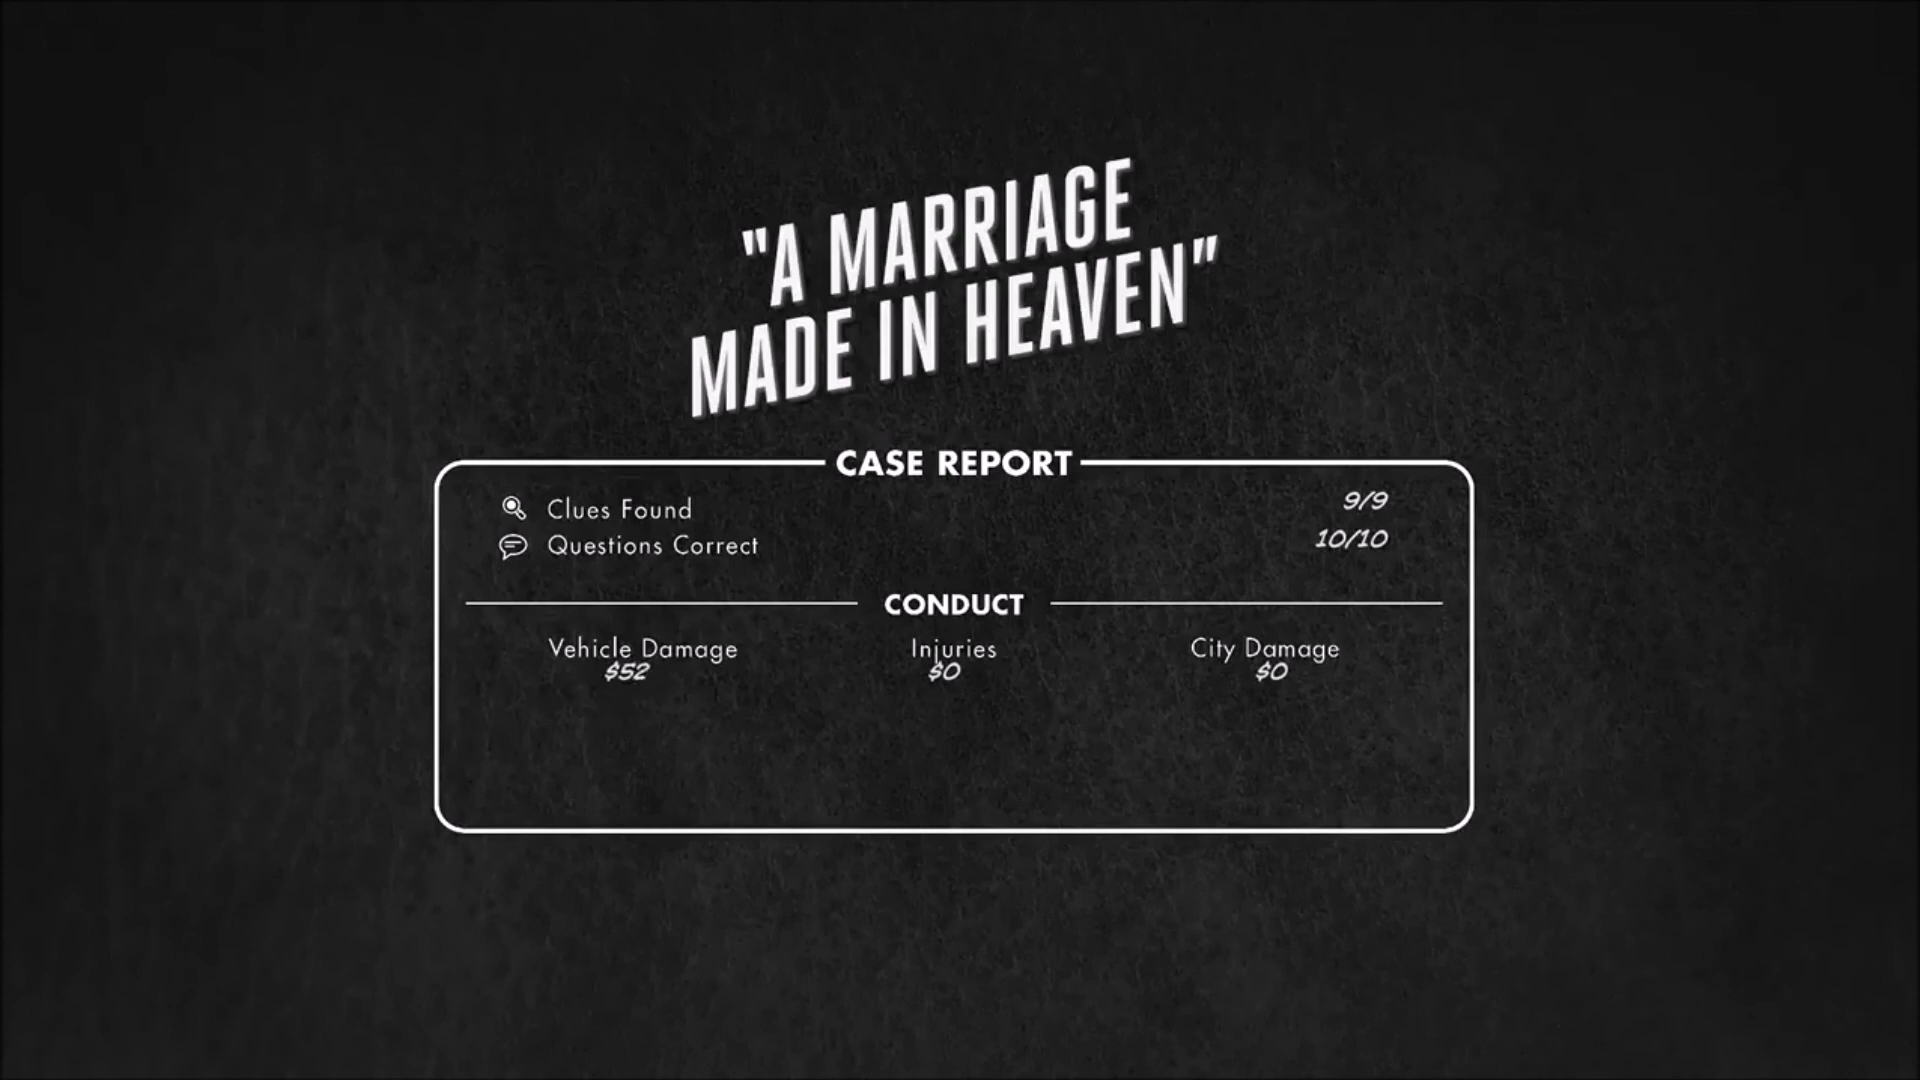 "A MARRIAGE
MADE IN HEAVEN"
CASE REPORT
Clues Found 9/9
Questions Correct 10/10
CONDUCT
Vehicle Damage Injuries City Damage
$52 $0 $0